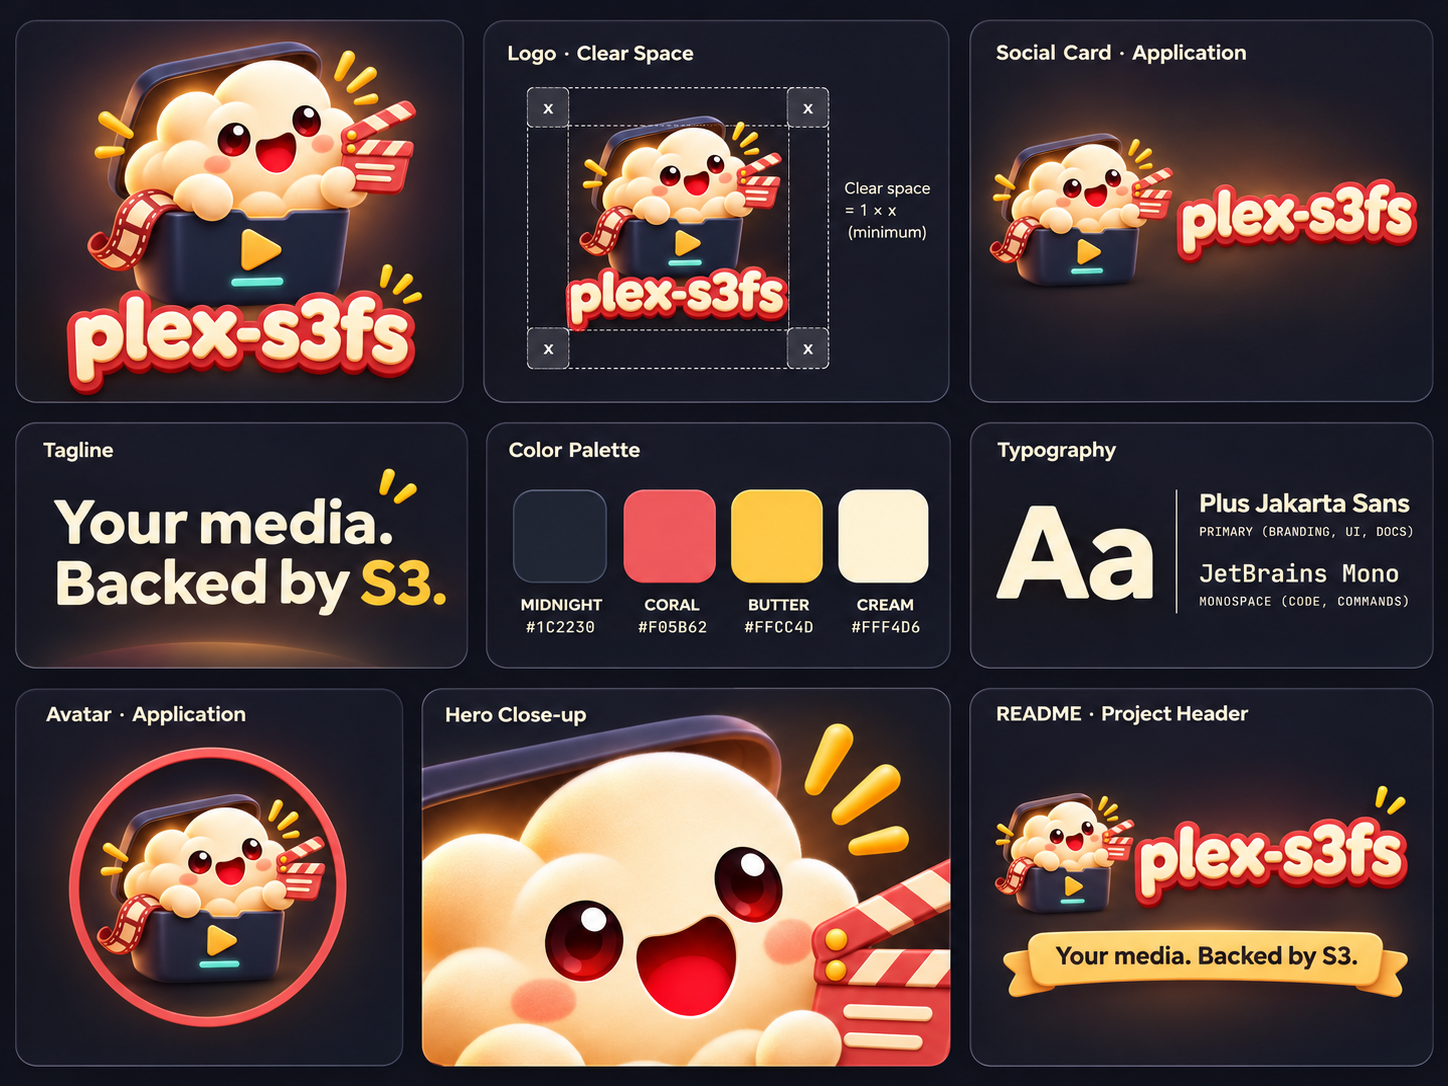 plex-s3fs
Logo · Clear Space
x
x
plex-s3fs
x
x
Clear space
= 1 × x
(minimum)
Social Card · Application
plex-s3fs
Tagline
Your media.
Backed by S3.
Color Palette
MIDNIGHT
#1C2230
CORAL
#F05B62
BUTTER
#FFCC4D
CREAM
#FFF4D6
Typography
Aa
Plus Jakarta Sans
PRIMARY (BRANDING, UI, DOCS)
JetBrains Mono
MONOSPACE (CODE, COMMANDS)
Avatar · Application
Hero Close-up
README · Project Header
plex-s3fs
Your media. Backed by S3.